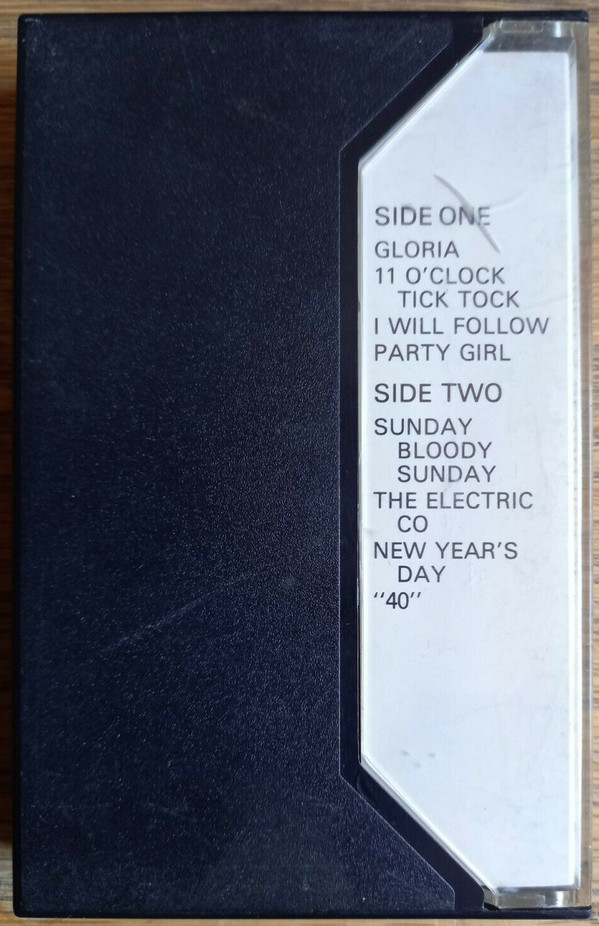 SIDE ONE
GLORIA
11 O'CLOCK
TICK TOCK
I WILL FOLLOW
PARTY GIRL
SIDE TWO
SUNDAY
BLOODY
SUNDAY
THE ELECTRIC
CO
NEW YEAR'S
DAY
''40''